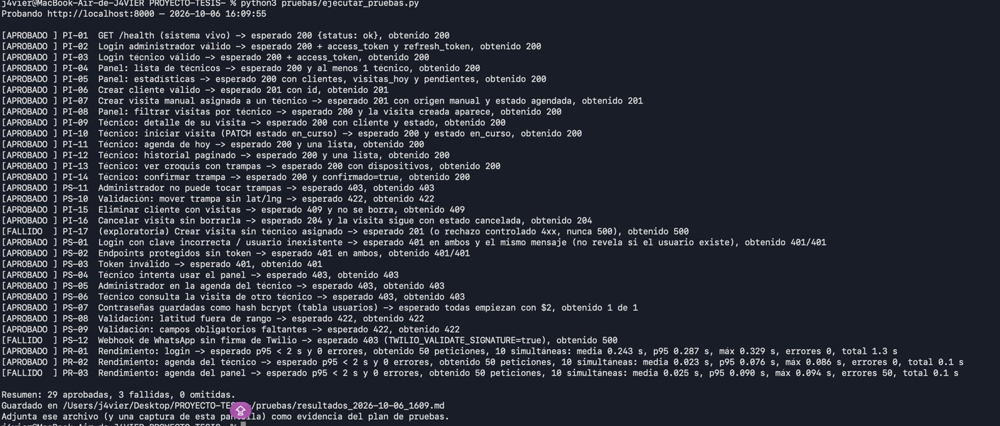 j4vier@MacBook-Air-de-J4VIER PROYECTO-TESIS- % python3 pruebas/ejecutar_pruebas.py
Probando http://localhost:8000 — 2026-10-06 16:09:55
[APROBADO ] PI-01 GET /health (sistema vivo) -> esperado 200 {status: ok}, obtenido 200
[APROBADO ] PI-02 Login administrador válido -> esperado 200 + access_token y refresh_token, obtenido 200
[APROBADO ] PI-03 Login técnico válido -> esperado 200 + access_token, obtenido 200
[APROBADO ] PI-04 Panel: lista de técnicos -> esperado 200 y al menos 1 técnico, obtenido 200
[APROBADO ] PI-05 Panel: estadísticas -> esperado 200 con clientes, visitas_hoy y pendientes, obtenido 200
[APROBADO ] PI-06 Crear cliente válido -> esperado 201 con id, obtenido 201
[APROBADO ] PI-07 Crear visita manual asignada a un técnico -> esperado 201 con origen manual y estado agendada, obtenido 201
[APROBADO ] PI-08 Panel: filtrar visitas por técnico -> esperado 200 y la visita creada aparece, obtenido 200
[APROBADO ] PI-09 Técnico: detalle de su visita -> esperado 200 con cliente y estado, obtenido 200
[APROBADO ] PI-10 Técnico: iniciar visita (PATCH estado en_curso) -> esperado 200 y estado en_curso, obtenido 200
[APROBADO ] PI-11 Técnico: agenda de hoy -> esperado 200 y una lista, obtenido 200
[APROBADO ] PI-12 Técnico: historial paginado -> esperado 200 y una lista, obtenido 200
[APROBADO ] PI-13 Técnico: ver croquis con trampas -> esperado 200 con dispositivos, obtenido 200
[APROBADO ] PI-14 Técnico: confirmar trampa -> esperado 200 y confirmado=true, obtenido 200
[APROBADO ] PS-11 Administrador no puede tocar trampas -> esperado 403, obtenido 403
[APROBADO ] PS-10 Validación: mover trampa sin lat/lng -> esperado 422, obtenido 422
[APROBADO ] PI-15 Eliminar cliente con visitas -> esperado 409 y no se borra, obtenido 409
[APROBADO ] PI-16 Cancelar visita sin borrarla -> esperado 204 y la visita sigue con estado cancelada, obtenido 204
[FALLIDO ] PI-17 (exploratoria) Crear visita sin técnico asignado -> esperado 201 (o rechazo controlado 4xx, nunca 500), obtenido 500
[APROBADO ] PS-01 Login con clave incorrecta / usuario inexistente -> esperado 401 en ambos y el mismo mensaje (no revela si el usuario existe), obtenido 401/401
[APROBADO ] PS-02 Endpoints protegidos sin token -> esperado 401 en ambos, obtenido 401/401
[APROBADO ] PS-03 Token inválido -> esperado 401, obtenido 401
[APROBADO ] PS-04 Técnico intenta usar el panel -> esperado 403, obtenido 403
[APROBADO ] PS-05 Administrador en la agenda del técnico -> esperado 403, obtenido 403
[APROBADO ] PS-06 Técnico consulta la visita de otro técnico -> esperado 403, obtenido 403
[APROBADO ] PS-07 Contraseñas guardadas como hash bcrypt (tabla usuarios) -> esperado todas empiezan con $2, obtenido 1 de 1
[APROBADO ] PS-08 Validación: latitud fuera de rango -> esperado 422, obtenido 422
[APROBADO ] PS-09 Validación: campos obligatorios faltantes -> esperado 422, obtenido 422
[FALLIDO ] PS-12 Webhook de WhatsApp sin firma de Twilio -> esperado 403 (TWILIO_VALIDATE_SIGNATURE=true), obtenido 500
[APROBADO ] PR-01 Rendimiento: login -> esperado p95 < 2 s y 0 errores, obtenido 50 peticiones, 10 simultáneas: media 0.243 s, p95 0.287 s, máx 0.329 s, errores 0, total 1.3 s
[APROBADO ] PR-02 Rendimiento: agenda del técnico -> esperado p95 < 2 s y 0 errores, obtenido 50 peticiones, 10 simultáneas: media 0.023 s, p95 0.076 s, máx 0.086 s, errores 0, total 0.1 s
[FALLIDO ] PR-03 Rendimiento: agenda del panel -> esperado p95 < 2 s y 0 errores, obtenido 50 peticiones, 10 simultáneas: media 0.025 s, p95 0.090 s, máx 0.094 s, errores 50, total 0.1 s
Resumen: 29 aprobadas, 3 fallidas, 0 omitidas.
Guardado en /Users/j4vier/Desktop/PROYECTO-TE /pruebas/resultados_2026-10-06_1609.md
Adjunta ese archivo (y una captura de esta pantalla) como evidencia del plan de pruebas.
j4vier@MacBook-Air-de-J4VIER PROYECTO-TESIS- %